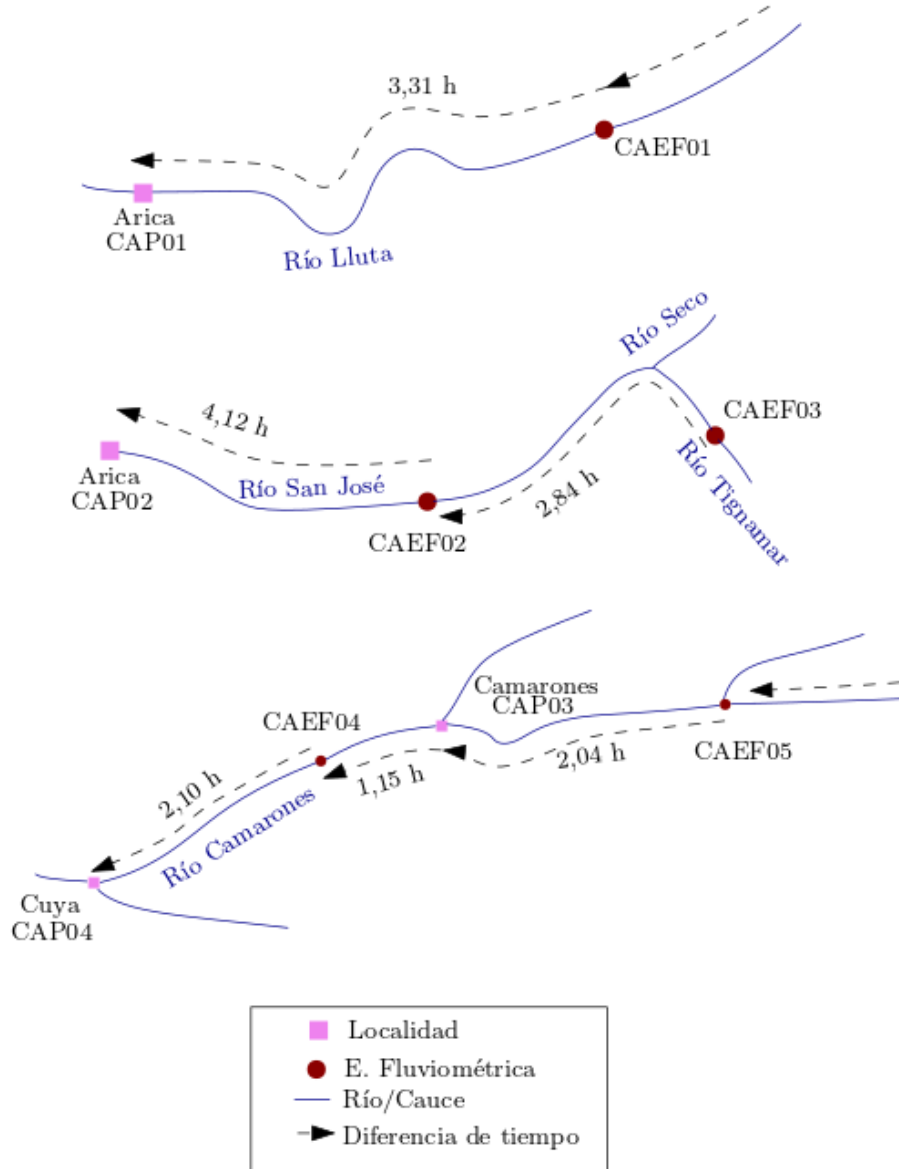 3,31 h
CAEF01
Arica
CAP01
Río Lluta
Río Seco
CAEF03
4,12 h
Arica
CAP02
Río San José
2,84 h
Río Tignamar
CAEF02
Camarones
CAP03
CAEF04
CAEF05
2,04 h
1,15 h
2,10 h
Río Camarones
Cuya
CAP04
Localidad
E. Fluviométrica
Río/Cauce
Diferencia de tiempo